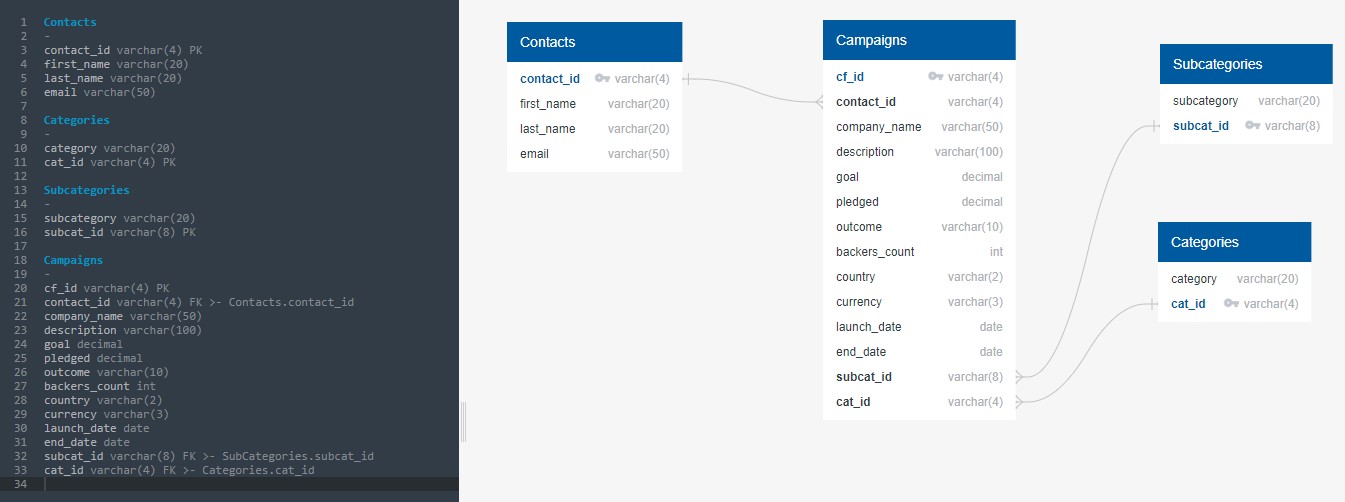 1 Contacts
2 -
3 contact_id varchar(4) PK
4 first_name varchar(20)
5 last_name varchar(20)
6 email varchar(50)
7
8 Categories
9 -
10 category varchar(20)
11 cat_id varchar(4) PK
12
13 Subcategories
14 -
15 subcategory varchar(20)
16 subcat_id varchar(8) PK
17
18 Campaigns
19 -
20 cf_id varchar(4) PK
21 contact_id varchar(4) FK >- Contacts.contact_id
22 company_name varchar(50)
23 description varchar(100)
24 goal decimal
25 pledged decimal
26 outcome varchar(10)
27 backers_count int
28 country varchar(2)
29 currency varchar(3)
30 launch_date date
31 end_date date
32 subcat_id varchar(8) FK >- SubCategories.subcat_id
33 cat_id varchar(4) FK >- Categories.cat_id
34
Contacts
contact_id varchar(4)
first_name varchar(20)
last_name varchar(20)
email varchar(50)
Campaigns
cf_id varchar(4)
contact_id varchar(4)
company_name varchar(50)
description varchar(100)
goal decimal
pledged decimal
outcome varchar(10)
backers_count int
country varchar(2)
currency varchar(3)
launch_date date
end_date date
subcat_id varchar(8)
cat_id varchar(4)
Subcategories
subcategory varchar(20)
subcat_id varchar(8)
Categories
category varchar(20)
cat_id varchar(4)